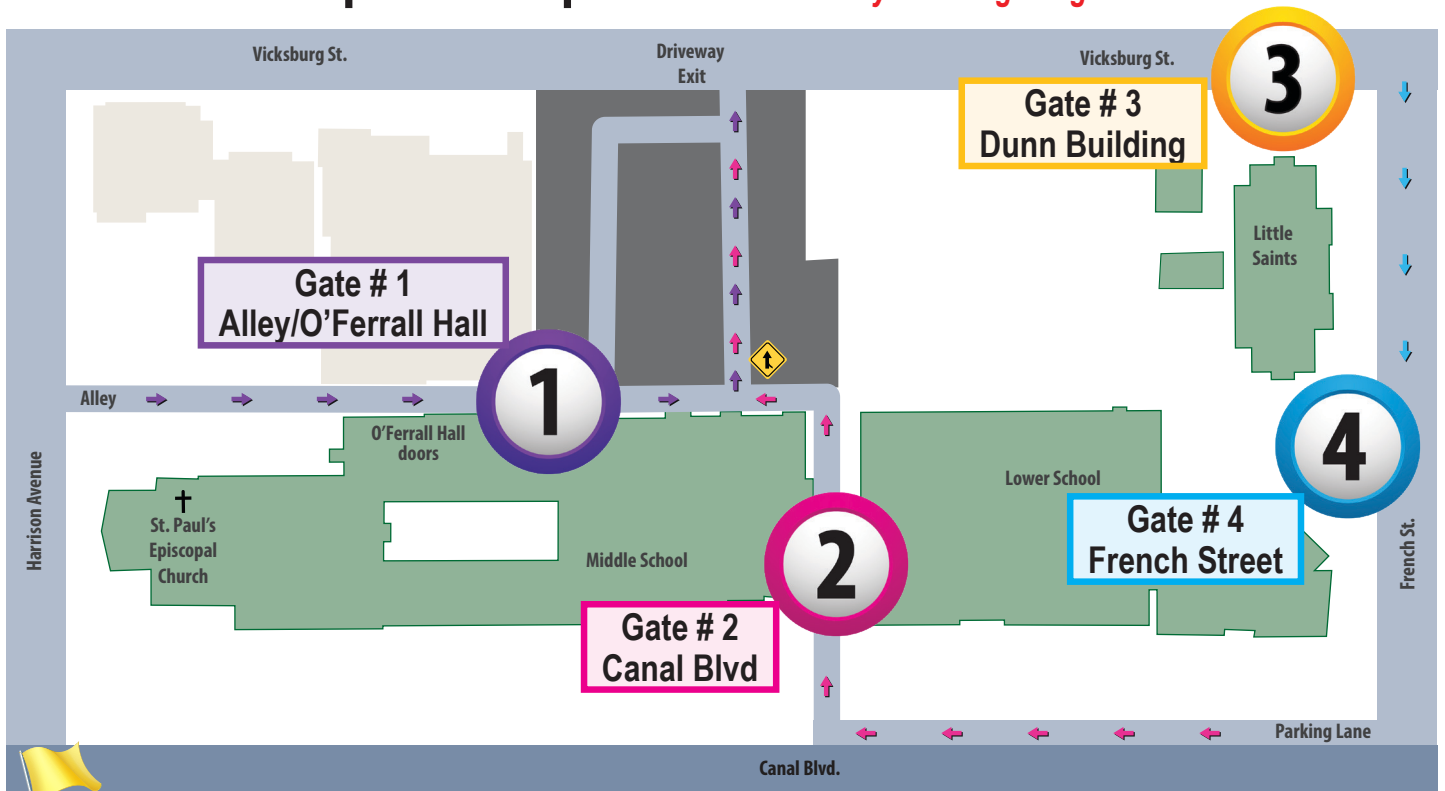 Vicksburg St.
Driveway
Exit
Vicksburg St.
3
Gate # 3
Dunn Building
Little
Saints
Gate # 1
Alley/O'Ferrall Hall
1
Alley
O'Ferrall Hall
doors
4
Lower School
Gate # 4
French Street
St. Paul's
Episcopal
Church
Middle School
2
Gate # 2
Canal Blvd
Harrison Avenue
French St.
Parking Lane
Canal Blvd.